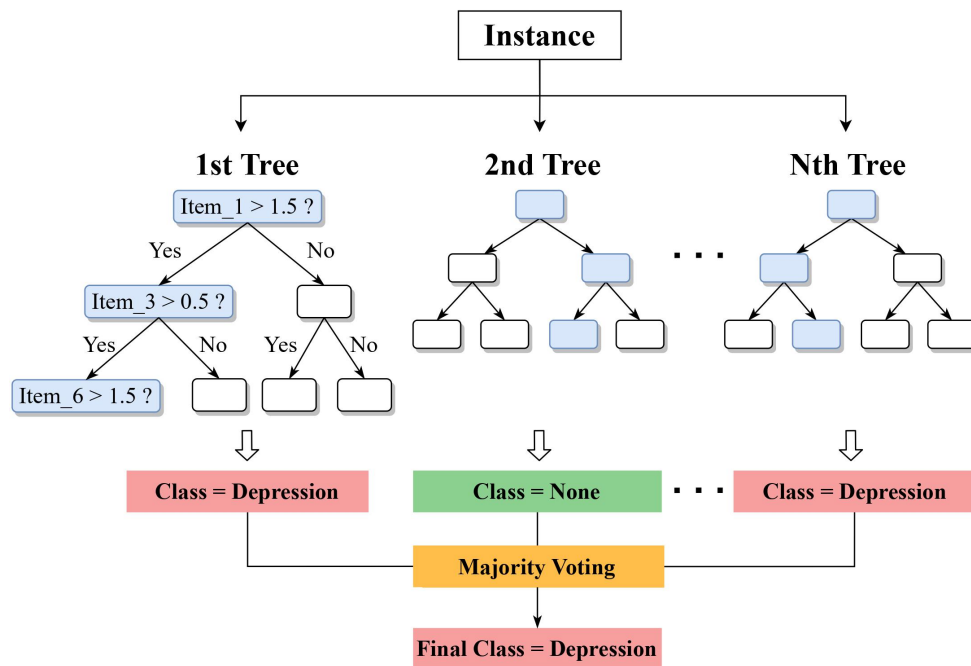 Instance
1st Tree
2nd Tree
Nth Tree
Item_1 > 1.5 ?
Yes
No
. . .
Item_3 > 0.5 ?
Yes
No
Yes
No
Item_6 > 1.5 ?
Class = Depression
Class = None
. . .
Class = Depression
Majority Voting
Final Class = Depression